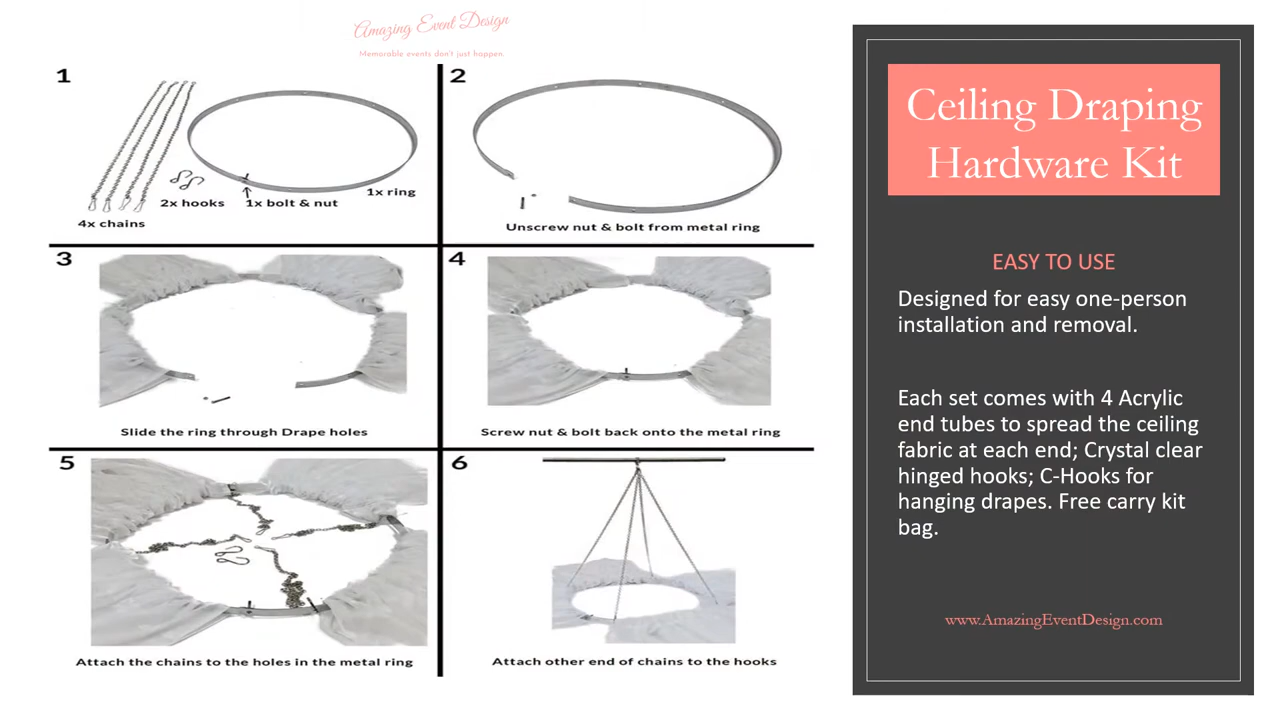 Amazing Event Design
Memorable events don't just happen.
1
4x chains
2x hooks
1x bolt & nut
1x ring
2
Unscrew nut & bolt from metal ring
3
Slide the ring through Drape holes
4
Screw nut & bolt back onto the metal ring
5
Attach the chains to the holes in the metal ring
6
Attach other end of chains to the hooks
Ceiling Draping
Hardware Kit
EASY TO USE
Designed for easy one-person
installation and removal.
Each set comes with 4 Acrylic
end tubes to spread the ceiling
fabric at each end; Crystal clear
hinged hooks; C-Hooks for
hanging drapes. Free carry kit
bag.
www.AmazingEventDesign.com